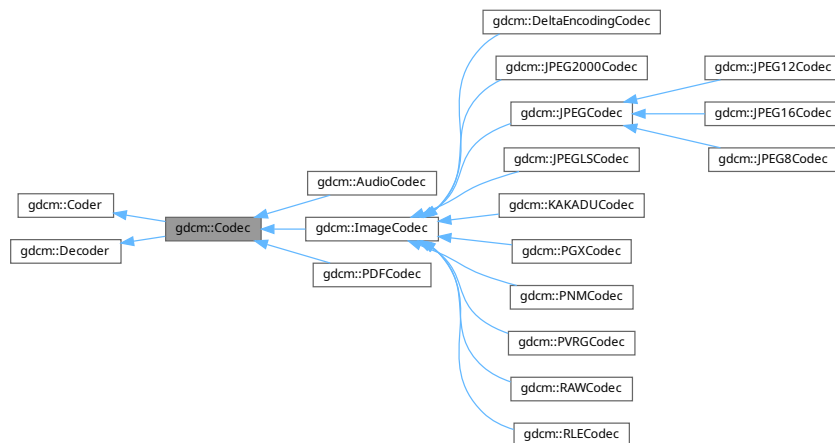 gdcm::DeltaEncodingCodec
gdcm::JPEG2000Codec
gdcm::JPEG12Codec
gdcm::JPEGCodec
gdcm::JPEG16Codec
gdcm::JPEGLSCodec
gdcm::JPEG8Codec
gdcm::AudioCodec
gdcm::Coder
gdcm::KAKADUCodec
gdcm::Codec
gdcm::ImageCodec
gdcm::Decoder
gdcm::PGXCodec
gdcm::PDFCodec
gdcm::PNMCodec
gdcm::PVRGCodec
gdcm::RAWCodec
gdcm::RLECodec